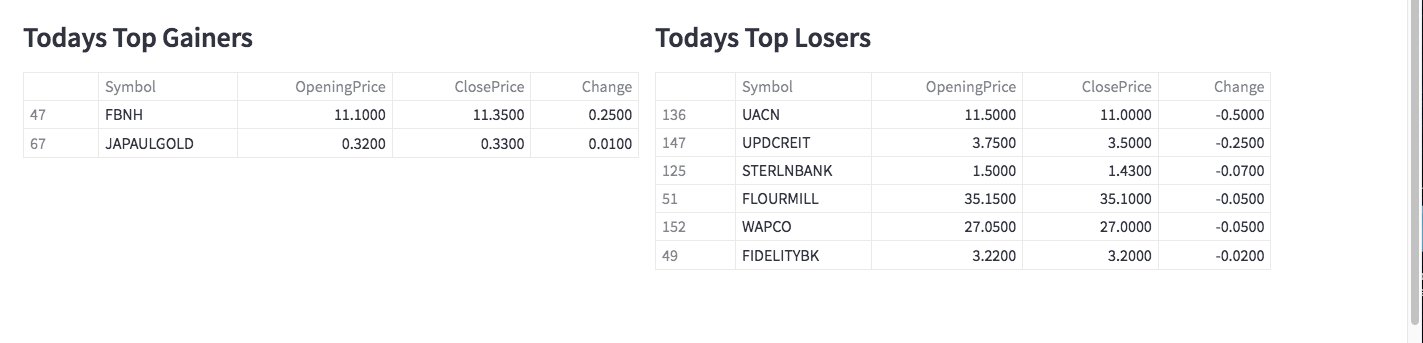 Todays Top Gainers
Symbol OpeningPrice ClosePrice Change
47 FBNH 11.1000 11.3500 0.2500
67 JAPAULGOLD 0.3200 0.3300 0.0100
Todays Top Losers
Symbol OpeningPrice ClosePrice Change
136 UACN 11.5000 11.0000 -0.5000
147 UPDCREIT 3.7500 3.5000 -0.2500
125 STERLNBANK 1.5000 1.4300 -0.0700
51 FLOURMILL 35.1500 35.1000 -0.0500
152 WAPCO 27.0500 27.0000 -0.0500
49 FIDELITYBK 3.2200 3.2000 -0.0200